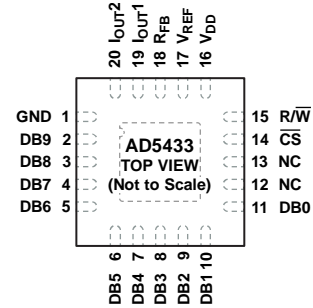 20 IOUT2
19 IOUT1
18 RFB
17 VREF
16 VDD
GND 1
DB9 2
DB8 3
DB7 4
DB6 5
AD5433
TOP VIEW
(Not to Scale)
15 R/W̅
14 C̅S̅
13 NC
12 NC
11 DB0
DB5 6
DB4 7
DB3 8
DB2 9
DB1 10